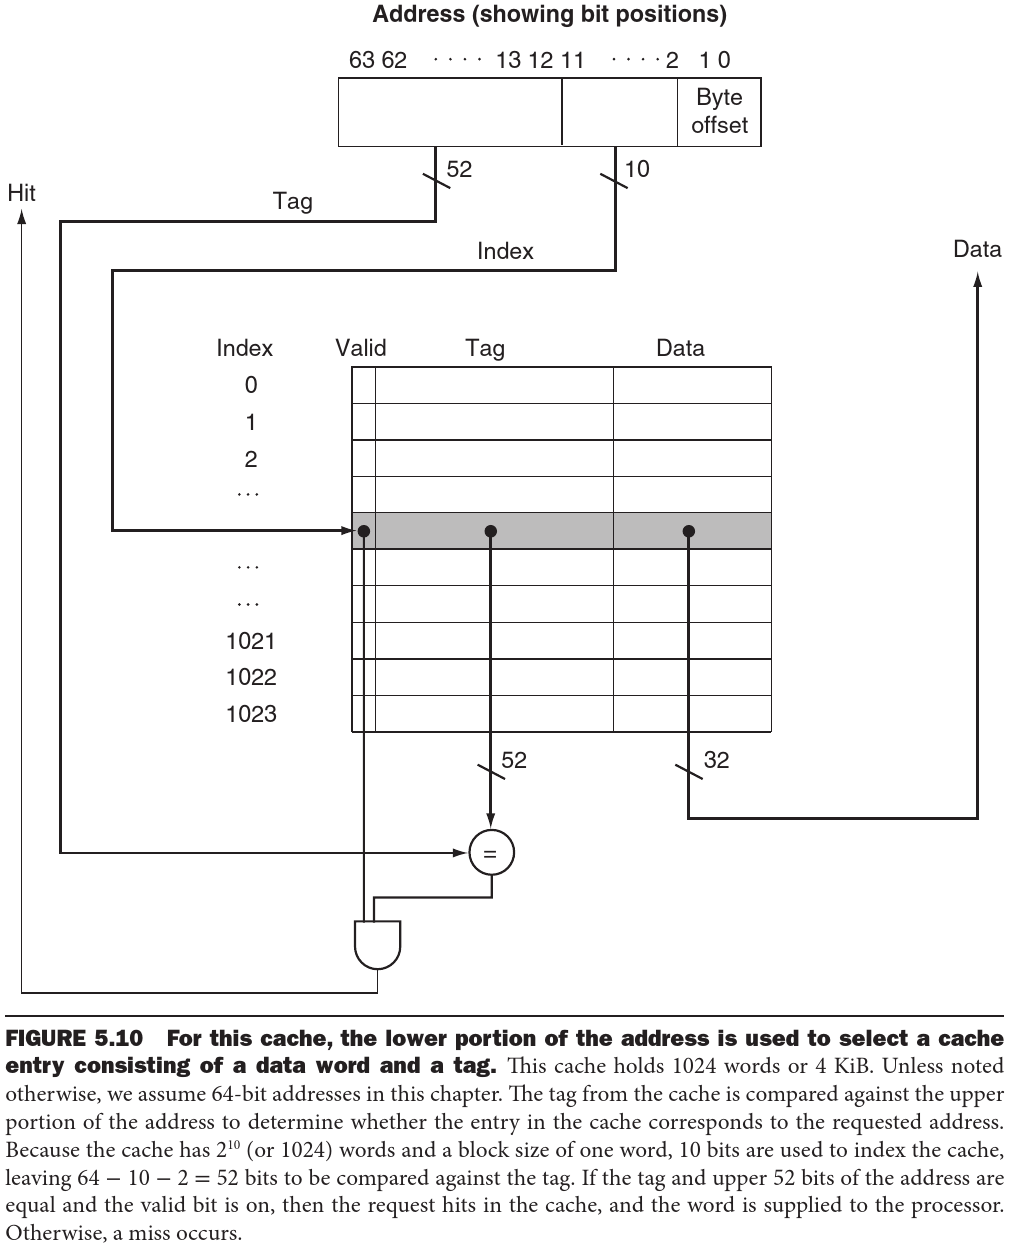 Address (showing bit positions)
63 62 · · · · 13 12 11 · · · · 2 1 0
Byte
offset
52
10
Hit
Tag
Index
Data
Index Valid Tag Data
0
1
2
...
...
...
1021
1022
1023
52
32
=
FIGURE 5.10 For this cache, the lower portion of the address is used to select a cache
entry consisting of a data word and a tag. This cache holds 1024 words or 4 KiB. Unless noted
otherwise, we assume 64-bit addresses in this chapter. The tag from the cache is compared against the upper
portion of the address to determine whether the entry in the cache corresponds to the requested address.
Because the cache has 2¹⁰ (or 1024) words and a block size of one word, 10 bits are used to index the cache,
leaving 64 − 10 − 2 = 52 bits to be compared against the tag. If the tag and upper 52 bits of the address are
equal and the valid bit is on, then the request hits in the cache, and the word is supplied to the processor.
Otherwise, a miss occurs.